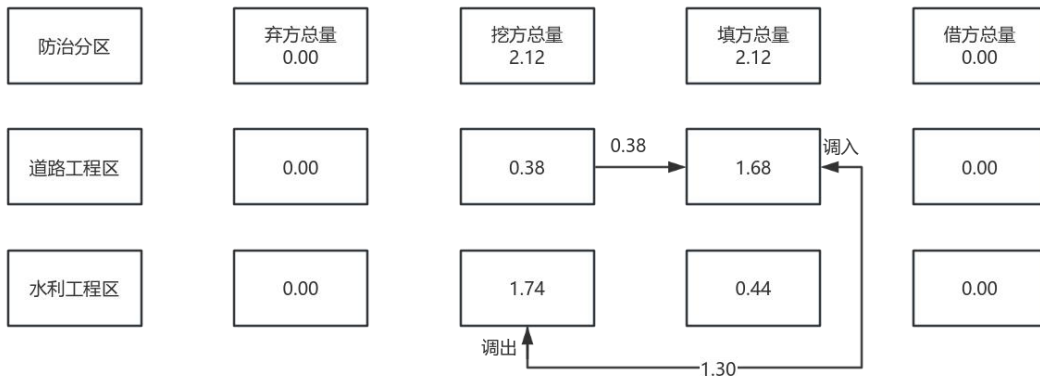 防治分区
弃方总量
0.00
挖方总量
2.12
填方总量
2.12
借方总量
0.00
道路工程区
0.00
0.38
0.38
1.68
调入
0.00
水利工程区
0.00
1.74
0.44
0.00
调出
1.30